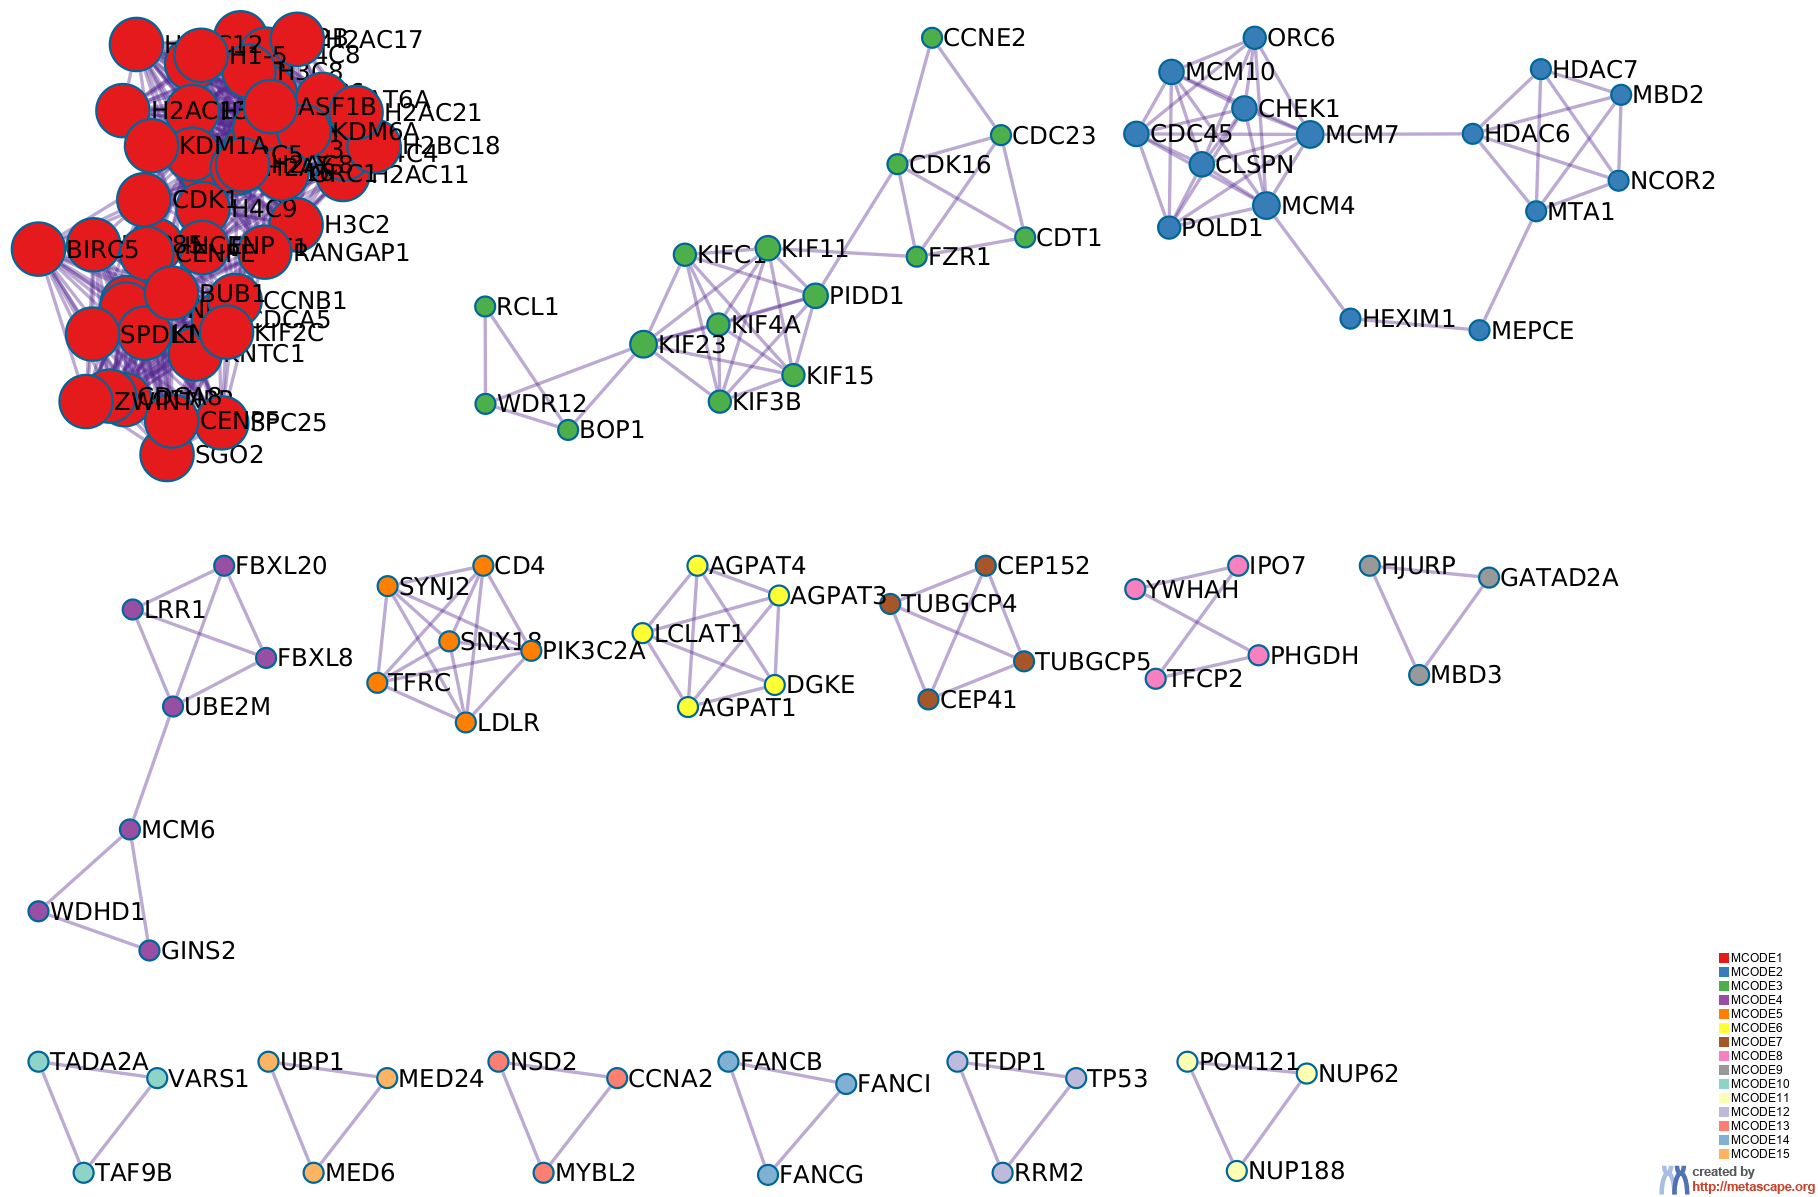 H2AC17
H1-5
H3C8
ASF1B
H2AC21
KDM6A
H2BC18
KDM1A
H2AC11
CDK1
H4C9
H3C2
BIRC5
CENPE
RANGAP1
BUB1
CCNB1
CDCA5
SPDL1
KIF2C
KNTC1
ZWINT
CDCA8
CENPF
SPC25
SGO2
CCNE2
CDC23
CDK16
CDT1
FZR1
KIFC1
KIF11
PIDD1
KIF4A
KIF23
KIF15
KIF3B
RCL1
WDR12
BOP1
ORC6
MCM10
CHEK1
CDC45
MCM7
CLSPN
MCM4
POLD1
HDAC7
MBD2
HDAC6
NCOR2
MTA1
HEXIM1
MEPCE
FBXL20
LRR1
FBXL8
UBE2M
MCM6
WDHD1
GINS2
CD4
SYNJ2
SNX18
PIK3C2A
TFRC
LDLR
AGPAT4
AGPAT3
LCLAT1
DGKE
AGPAT1
CEP152
TUBGCP4
TUBGCP5
CEP41
IPO7
YWHAH
PHGDH
TFCP2
HJURP
GATAD2A
MBD3
TADA2A
VARS1
TAF9B
UBP1
MED24
MED6
NSD2
CCNA2
MYBL2
FANCB
FANCI
FANCG
TFDP1
TP53
RRM2
POM121
NUP62
NUP188
MCODE1
MCODE2
MCODE3
MCODE4
MCODE5
MCODE6
MCODE7
MCODE8
MCODE9
MCODE10
MCODE11
MCODE12
MCODE13
MCODE14
MCODE15
created by
http://metascape.org